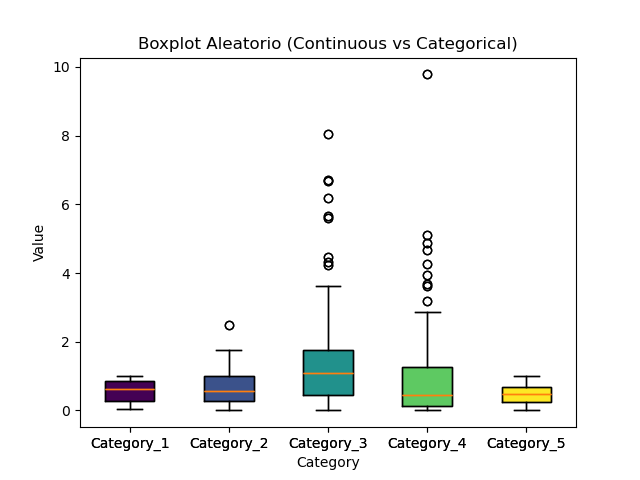 Boxplot Aleatorio (Continuous vs Categorical)
10
8
6
4
2
0
Value
Category_1 Category_2 Category_3 Category_4 Category_5
Category